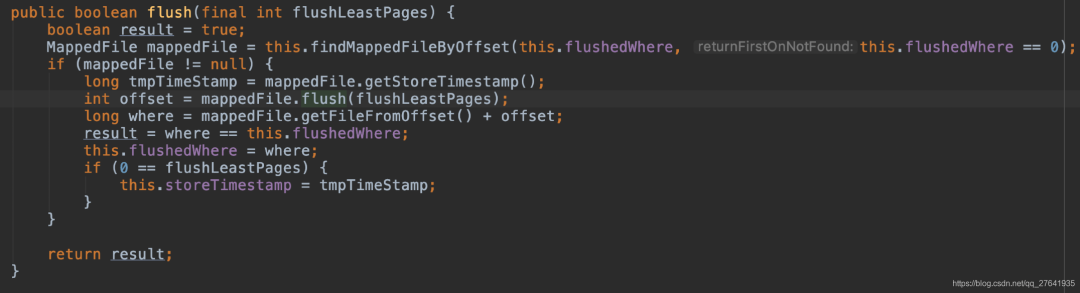 public boolean flush(final int flushLeastPages) {
    boolean result = true;
    MappedFile mappedFile = this.findMappedFileByOffset(this.flushedWhere, returnFirstOnNotFound: this.flushedWhere == 0);
    if (mappedFile != null) {
        long tmpTimeStamp = mappedFile.getStoreTimestamp();
        int offset = mappedFile.flush(flushLeastPages);
        long where = mappedFile.getFileFromOffset() + offset;
        result = where == this.flushedWhere;
        this.flushedWhere = where;
        if (0 == flushLeastPages) {
            this.storeTimestamp = tmpTimeStamp;
        }
    }

    return result;
}
https://blog.csdn.net/qq_27641935